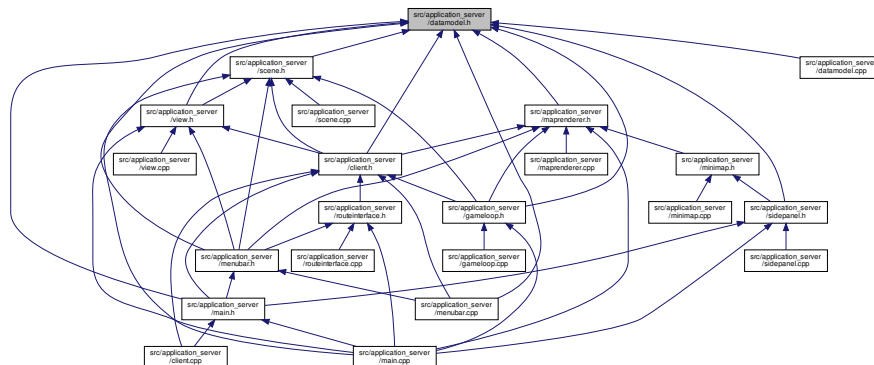 src/application_server
/datamodel.h
src/application_server
/scene.h
src/application_server
/datamodel.cpp
src/application_server
/view.h
src/application_server
/scene.cpp
src/application_server
/maprenderer.h
src/application_server
/view.cpp
src/application_server
/client.h
src/application_server
/maprenderer.cpp
src/application_server
/minimap.h
src/application_server
/routeinterface.h
src/application_server
/gameloop.h
src/application_server
/minimap.cpp
src/application_server
/sidepanel.h
src/application_server
/menubar.h
src/application_server
/routeinterface.cpp
src/application_server
/gameloop.cpp
src/application_server
/sidepanel.cpp
src/application_server
/main.h
src/application_server
/menubar.cpp
src/application_server
/client.cpp
src/application_server
/main.cpp